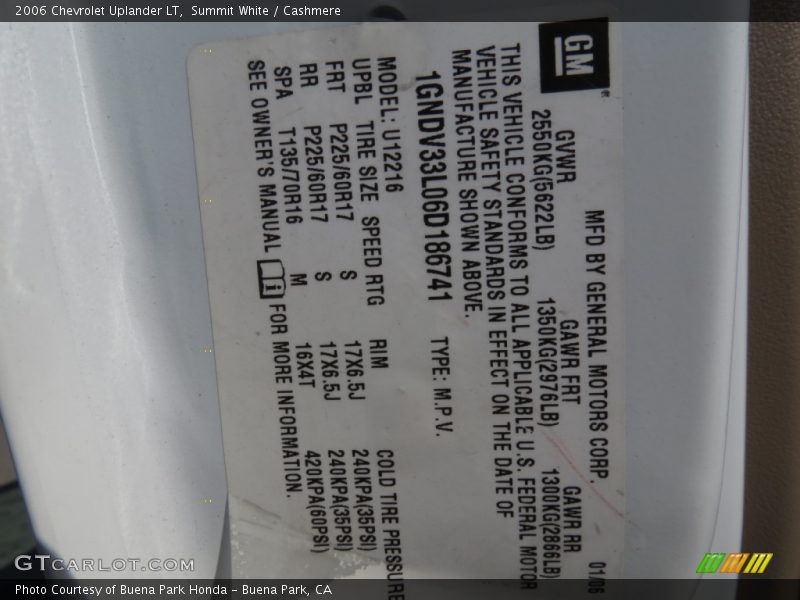 2006 Chevrolet Uplander LT, Summit White / Cashmere
GM
MFD BY GENERAL MOTORS CORP. 01/06
GVWR GAWR FRT GAWR RR
2550KG(5622LB) 1350KG(2976LB) 1300KG(2866LB)
THIS VEHICLE CONFORMS TO ALL APPLICABLE U.S. FEDERAL MOTOR
VEHICLE SAFETY STANDARDS IN EFFECT ON THE DATE OF
MANUFACTURE SHOWN ABOVE.
1GNDV33L06D186741 TYPE: M.P.V.
MODEL: U12216
UPBL TIRE SIZE SPEED RTG RIM COLD TIRE PRESSURE
FRT P225/60R17 S 17X6.5J 240KPA(35PSI)
RR P225/60R17 S 17X6.5J 240KPA(35PSI)
SPA T135/70R16 M 16X4T 420KPA(60PSI)
SEE OWNER'S MANUAL FOR MORE INFORMATION.
GTCARLOT.COM
Photo Courtesy of Buena Park Honda - Buena Park, CA